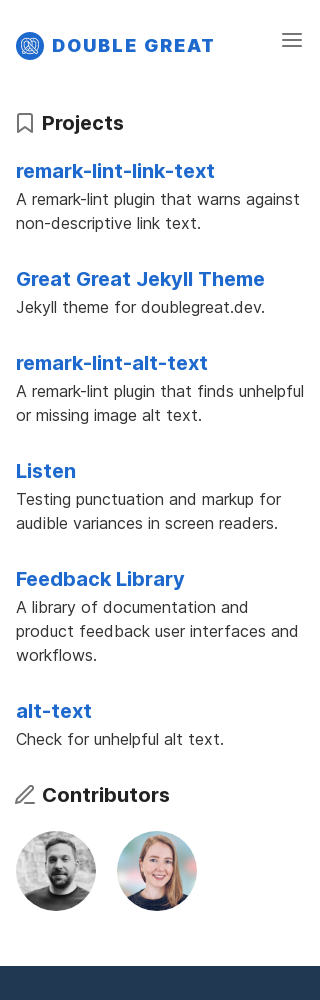 DOUBLE GREAT
Projects
remark-lint-link-text
A remark-lint plugin that warns against
non-descriptive link text.
Great Great Jekyll Theme
Jekyll theme for doublegreat.dev.
remark-lint-alt-text
A remark-lint plugin that finds unhelpful
or missing image alt text.
Listen
Testing punctuation and markup for
audible variances in screen readers.
Feedback Library
A library of documentation and
product feedback user interfaces and
workflows.
alt-text
Check for unhelpful alt text.
Contributors